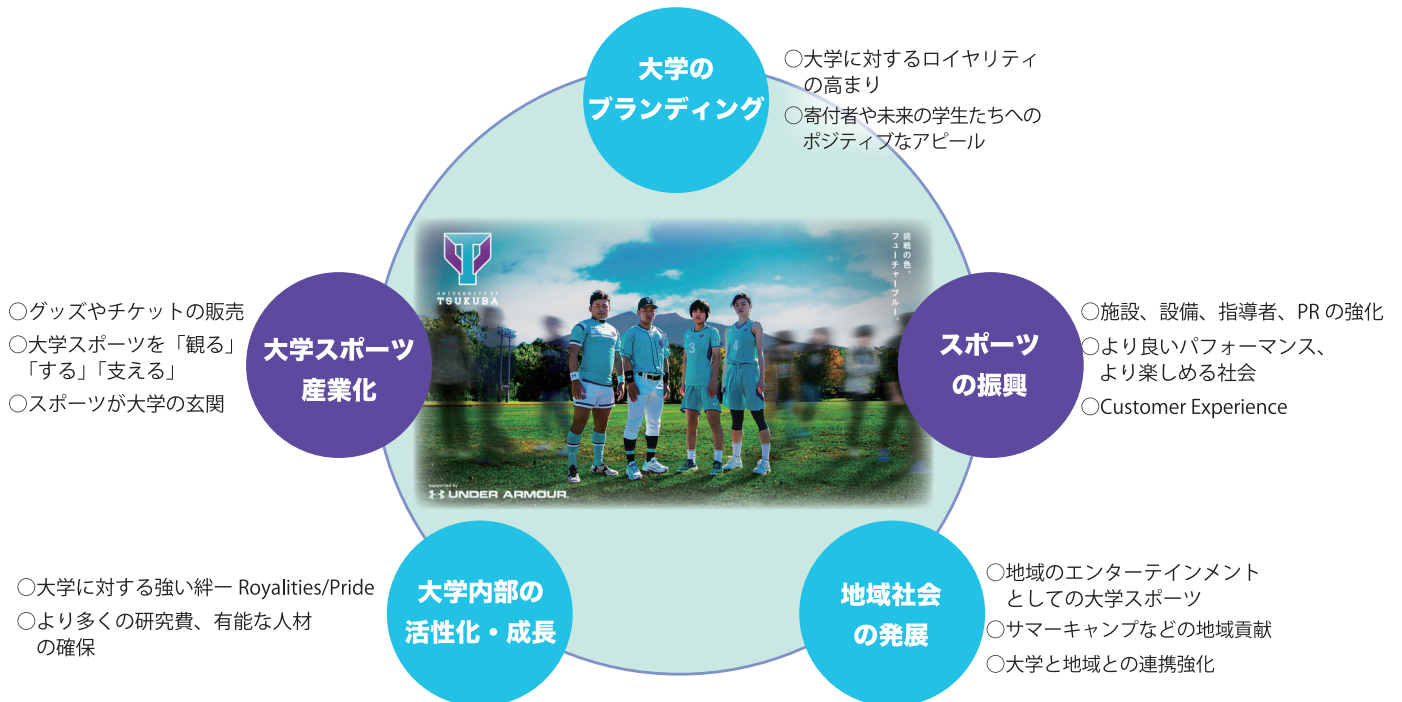 大学の
ブランディング
○大学に対するロイヤリティ
の高まり
○寄付者や未来の学生たちへの
ポジティブなアピール
スポーツ
の振興
○施設、設備、指導者、PR の強化
○より良いパフォーマンス、
より楽しめる社会
○Customer Experience
地域社会
の発展
○地域のエンターテインメント
としての大学スポーツ
○サマーキャンプなどの地域貢献
○大学と地域との連携強化
大学内部の
活性化・成長
○大学に対する強い絆ー Royalities/Pride
○より多くの研究費、有能な人材
の確保
大学スポーツ
産業化
○グッズやチケットの販売
○大学スポーツを「観る」
「する」「支える」
○スポーツが大学の玄関
UNIVERSITY OF
TSUKUBA
挑戦の色。
フューチャーブルー。
3
4
supported by
UNDER ARMOUR